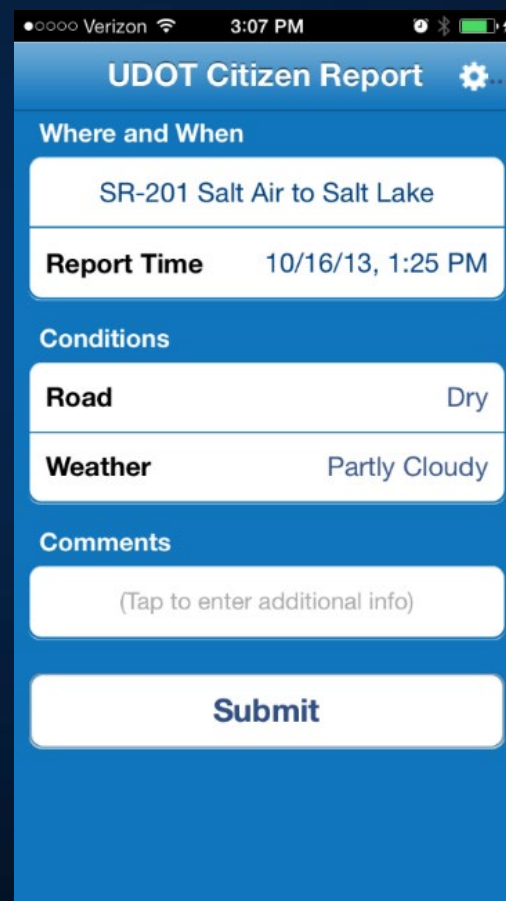 Verizon 3:07 PM
UDOT Citizen Report
Where and When
SR-201 Salt Air to Salt Lake
Report Time 10/16/13, 1:25 PM
Conditions
Road Dry
Weather Partly Cloudy
Comments
(Tap to enter additional info)
Submit